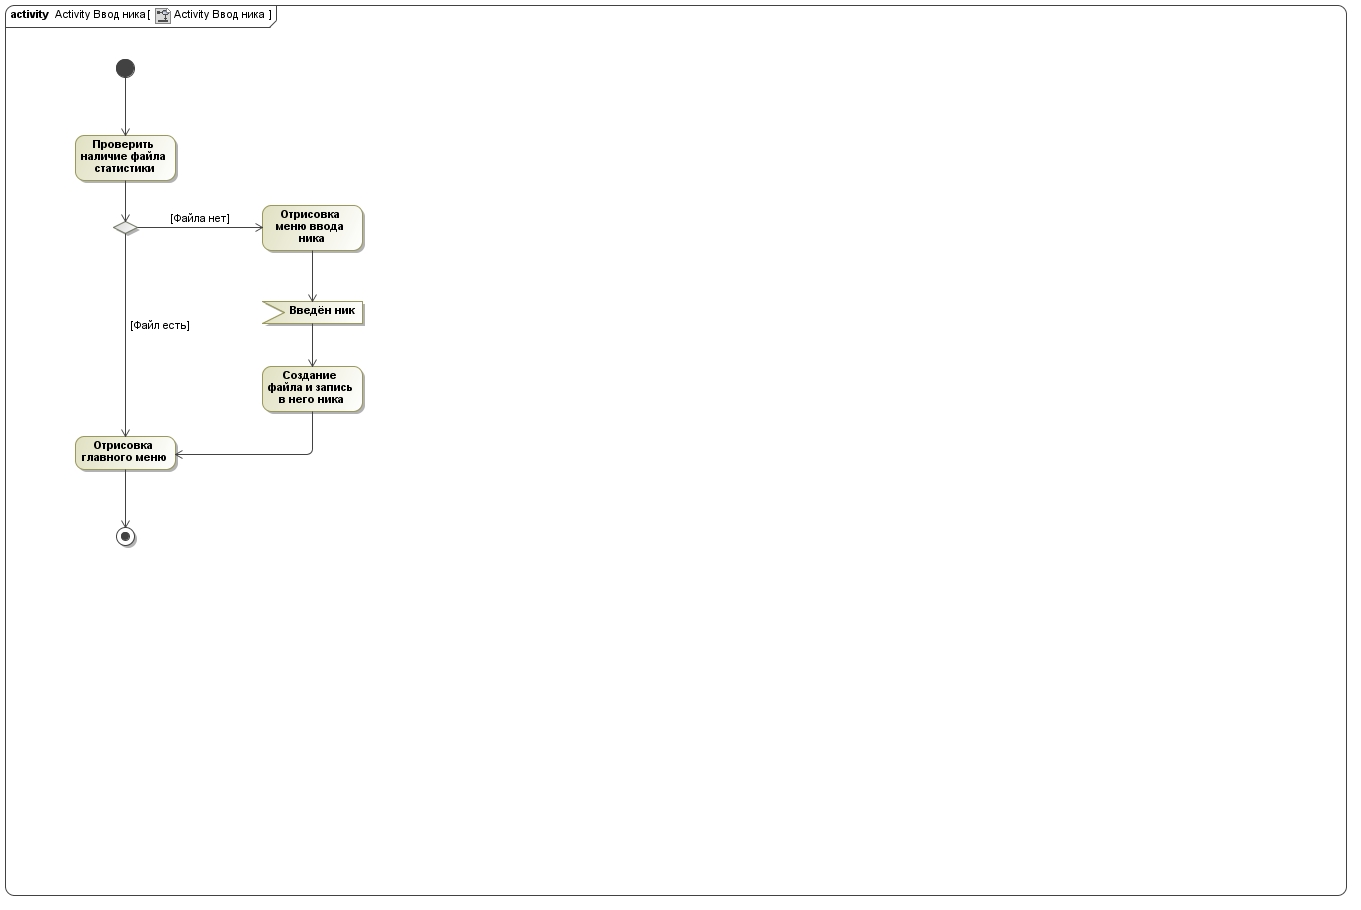 activity Activity Ввод ника [ Activity Ввод ника ]
Проверить
наличие файла
статистики
[Файла нет]
Отрисовка
меню ввода
ника
Введён ник
[Файл есть]
Создание
файла и запись
в него ника
Отрисовка
главного меню